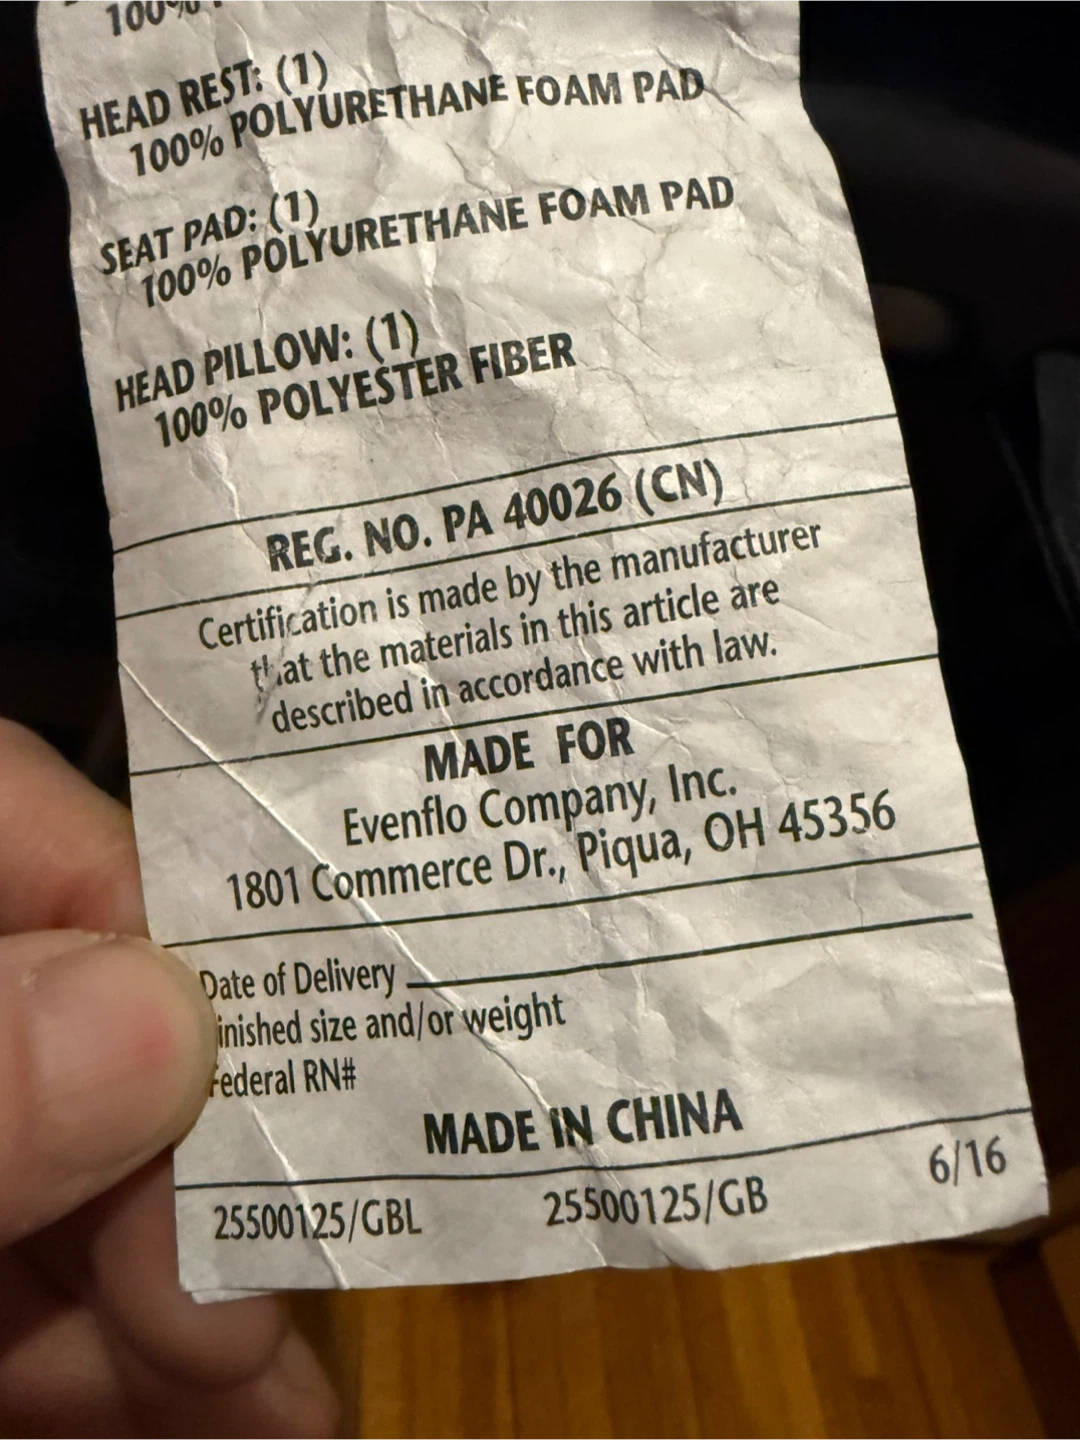 100%
HEAD REST: (1)
100% POLYURETHANE FOAM PAD
SEAT PAD: (1)
100% POLYURETHANE FOAM PAD
HEAD PILLOW: (1)
100% POLYESTER FIBER
REG. NO. PA 40026 (CN)
Certification is made by the manufacturer
that the materials in this article are
described in accordance with law.
MADE FOR
Evenflo Company, Inc.
1801 Commerce Dr., Piqua, OH 45356
Date of Delivery
inished size and/or weight
Federal RN#
MADE IN CHINA
6/16
25500125/GBL 25500125/GB